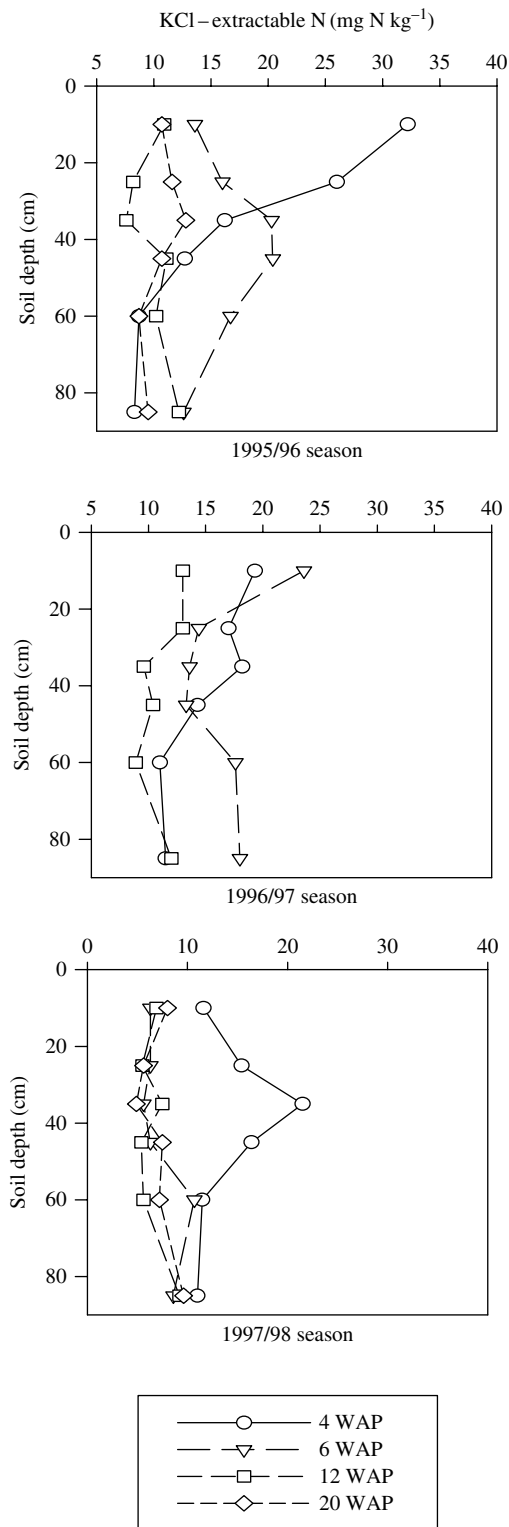 KCl–extractable N (mg N kg⁻¹)
5 10 15 20 25 30 35 40
0
20
40
60
80
Soil depth (cm)
1995/96 season
5 10 15 20 25 30 35 40
0
20
40
60
80
Soil depth (cm)
1996/97 season
0 10 20 30 40
0
20
40
60
80
Soil depth (cm)
1997/98 season
4 WAP
6 WAP
12 WAP
20 WAP